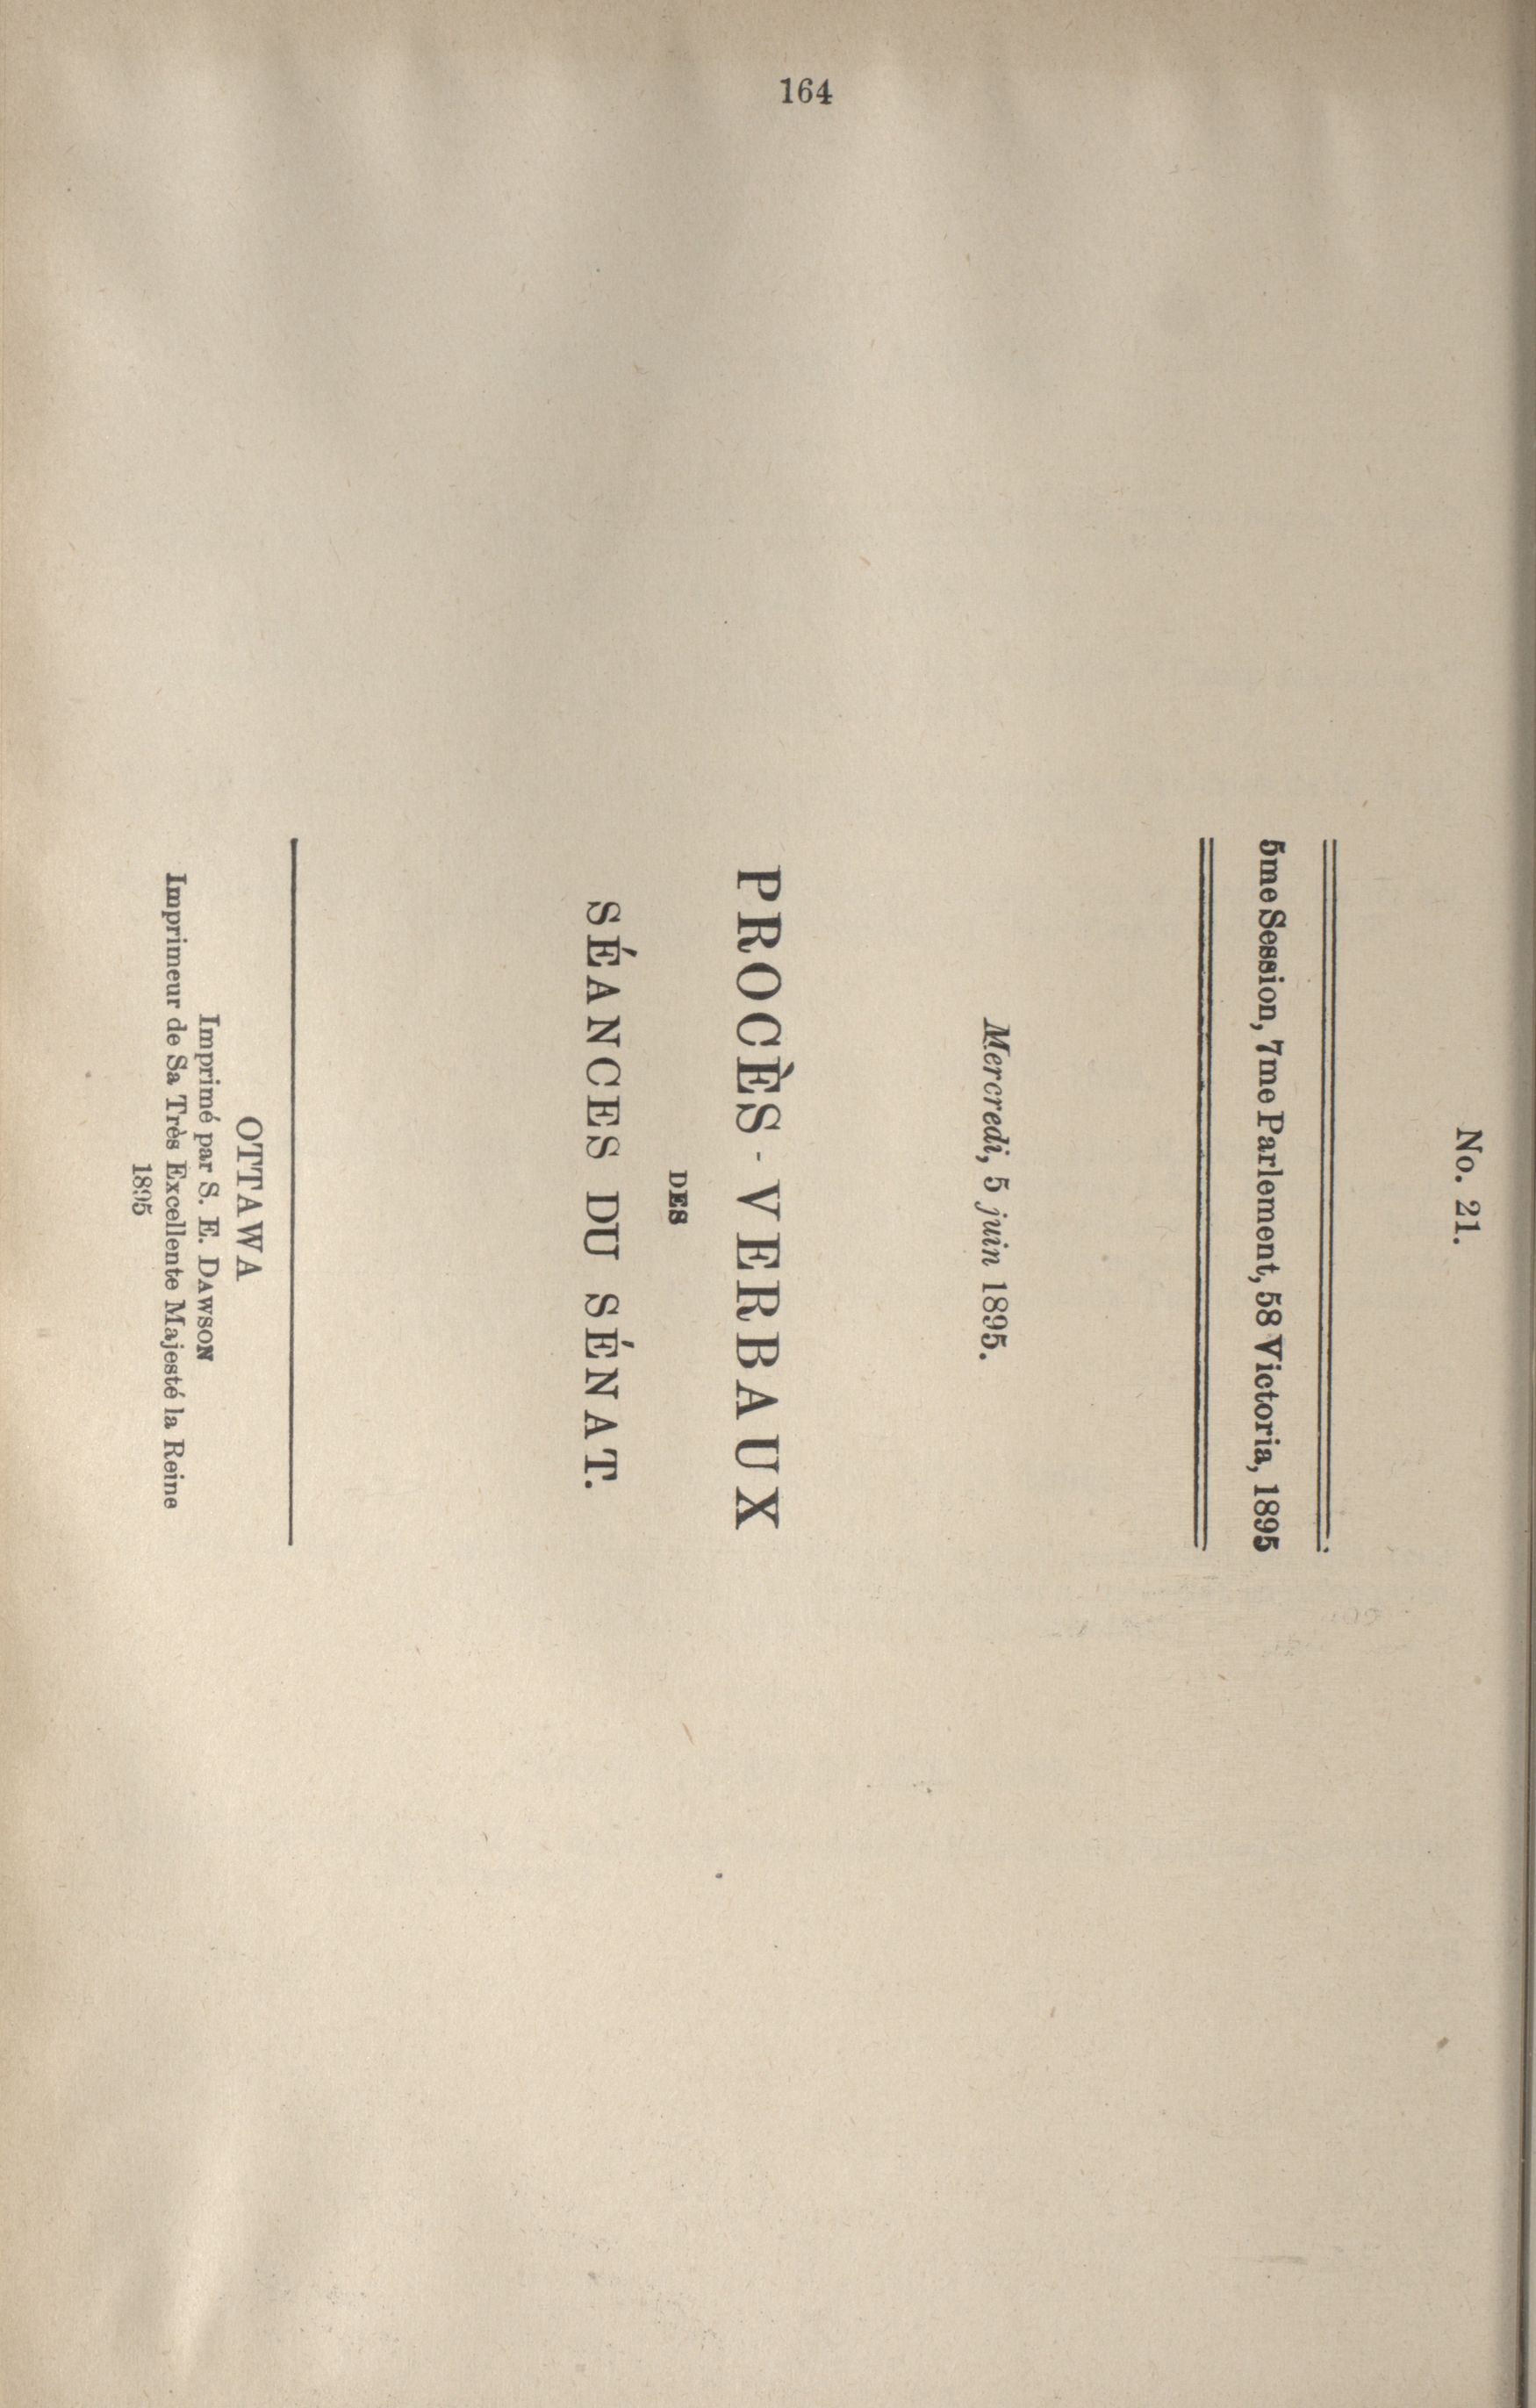 164
No. 21.
5me Session, 7me Parlement, 58 Victoria, 1895
Mercredi, 5 juin 1895.
PROCÈS-VERBAUX
DES
SÉANCES DU SÉNAT.
OTTAWA
Imprimé par S. E. DAWSON
Imprimeur de Sa Très Excellente Majesté la Reine
1895